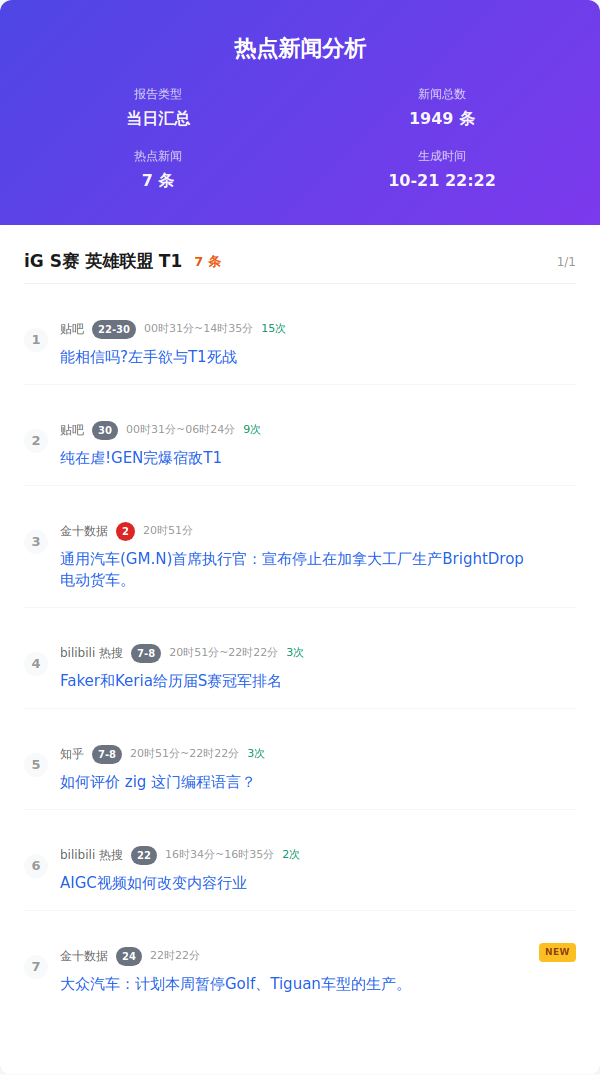 热点新闻分析
报告类型
新闻总数
当日汇总
1949 条
热点新闻
生成时间
7 条
10-21 22:22
iG S赛 英雄联盟 T1 7 条 1/1
1 贴吧 22-30 00时31分~14时35分 15次
能相信吗?左手欲与T1死战
2 贴吧 30 00时31分~06时24分 9次
纯在虐!GEN完爆宿敌T1
3 金十数据 2 20时51分
通用汽车(GM.N)首席执行官：宣布停止在加拿大工厂生产BrightDrop
电动货车。
4 bilibili 热搜 7-8 20时51分~22时22分 3次
Faker和Keria给历届S赛冠军排名
5 知乎 7-8 20时51分~22时22分 3次
如何评价 zig 这门编程语言？
6 bilibili 热搜 22 16时34分~16时35分 2次
AIGC视频如何改变内容行业
7 金十数据 24 22时22分 NEW
大众汽车：计划本周暂停Golf、Tiguan车型的生产。